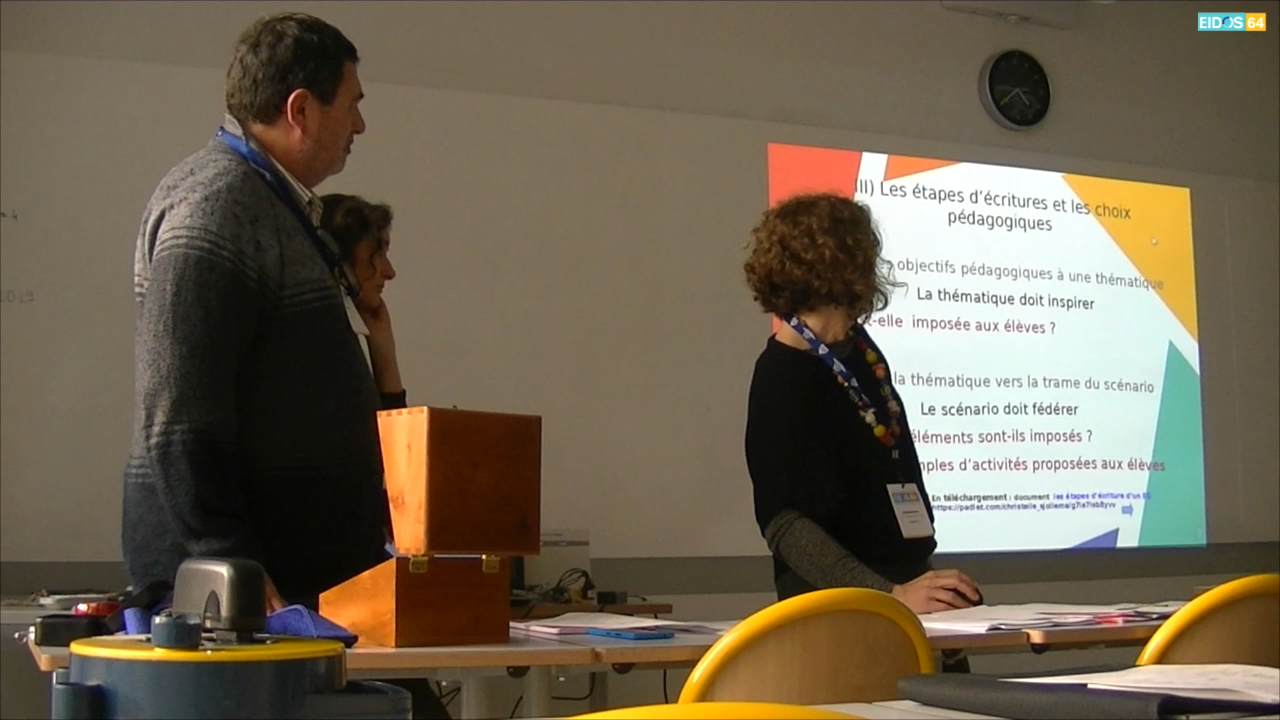 EIDOS 64
III) Les étapes d'écritures et les choix
pédagogiques
objectifs pédagogiques à une thématique
La thématique doit inspirer
-elle imposée aux élèves ?
la thématique vers la trame du scénario
Le scénario doit fédérer
éléments sont-ils imposés ?
d'activités proposées aux élèves
En téléchargement : document les étapes d'écriture d'un